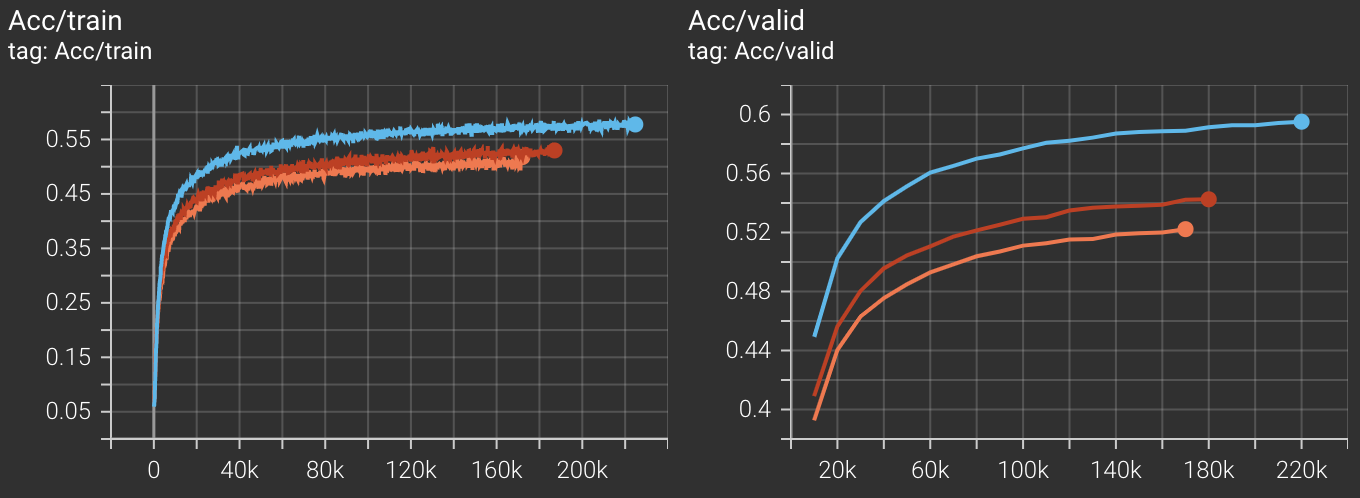 Acc/train
tag: Acc/train
0.55
0.45
0.35
0.25
0.15
0.05
0 40k 80k 120k 160k 200k
Acc/valid
tag: Acc/valid
0.6
0.56
0.52
0.48
0.44
0.4
20k 60k 100k 140k 180k 220k